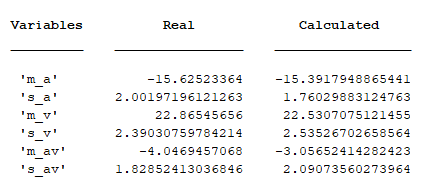 Variables Real Calculated
'm_a' -15.62523364 -15.3917948865441
's_a' 2.00197196121263 1.76029883124763
'm_v' 22.86545656 22.5307075121455
's_v' 2.39030759784214 2.53526702658564
'm_av' -4.0469457068 -3.05652414282423
's_av' 1.82852413036846 2.09073560273964